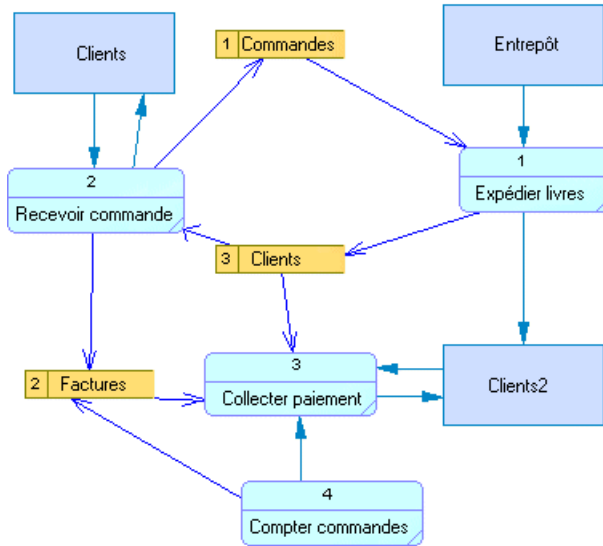 Clients
1 Commandes
Entrepôt
2
Recevoir commande
1
Expédier livres
3 Clients
2 Factures
3
Collecter paiement
Clients2
4
Compter commandes